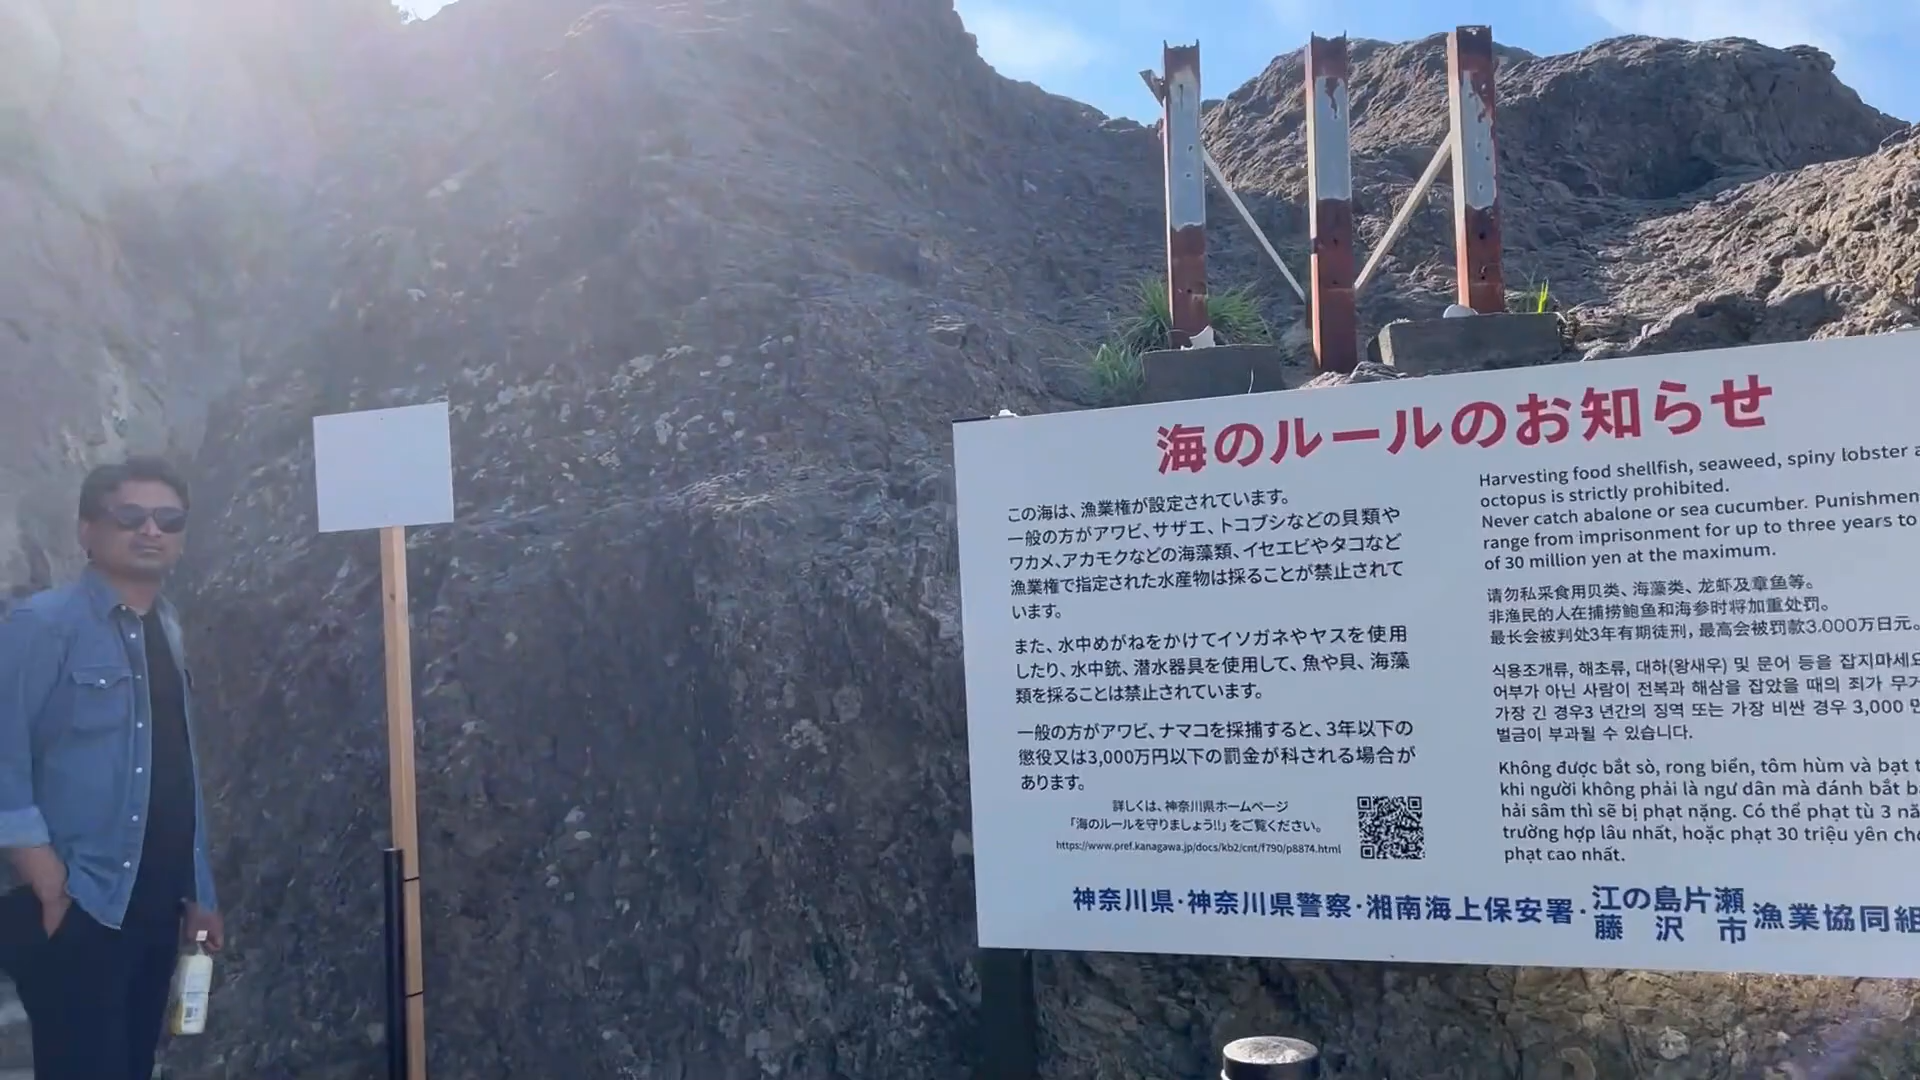 海のルールのお知らせ
この海は、漁業権が設定されています。
一般の方がアワビ、サザエ、トコブシなどの貝類や
ワカメ、アカモクなどの海藻類、イセエビやタコなど
漁業権で指定された水産物は採ることが禁止されて
います。
また、水中めがねをかけてイソガネやヤスを使用
したり、水中銃、潜水器具を使用して、魚や貝、海藻
類を採ることは禁止されています。
一般の方がアワビ、ナマコを採捕すると、3年以下の
懲役又は3,000万円以下の罰金が科される場合が
あります。
詳しくは、神奈川県ホームページ
「海のルールを守りましょう!!」をご覧ください。
https://www.pref.kanagawa.jp/docs/kb2/cnt/f790/p8874.html
Harvesting food shellfish, seaweed, spiny lobster
octopus is strictly prohibited.
Never catch abalone or sea cucumber. Punishmen
range from imprisonment for up to three years to
of 30 million yen at the maximum.
请勿私采食用贝类、海藻类、龙虾及章鱼等。
非渔民的人在捕捞鲍鱼和海参时将加重处罚。
最长会被判处3年有期徒刑，最高会被罚款3.000万日元。
식용조개류, 해초류, 대하(왕새우) 및 문어 등을 잡지마세요
어부가 아닌 사람이 전복과 해삼을 잡았을 때의 죄가 무거
가장 긴 경우3 년간의 징역 또는 가장 비싼 경우 3,000
벌금이 부과될 수 있습니다.
Không được bắt sò, rong biển, tôm hùm và bạt
khi người không phải là ngư dân mà đánh bắt
hải sâm thì sẽ bị phạt nặng. Có thể phạt tù 3
trường hợp lâu nhất, hoặc phạt 30 triệu yên
phạt cao nhất.
神奈川県・神奈川県警察・湘南海上保安署・江の島片瀬 藤沢市 漁業協同組